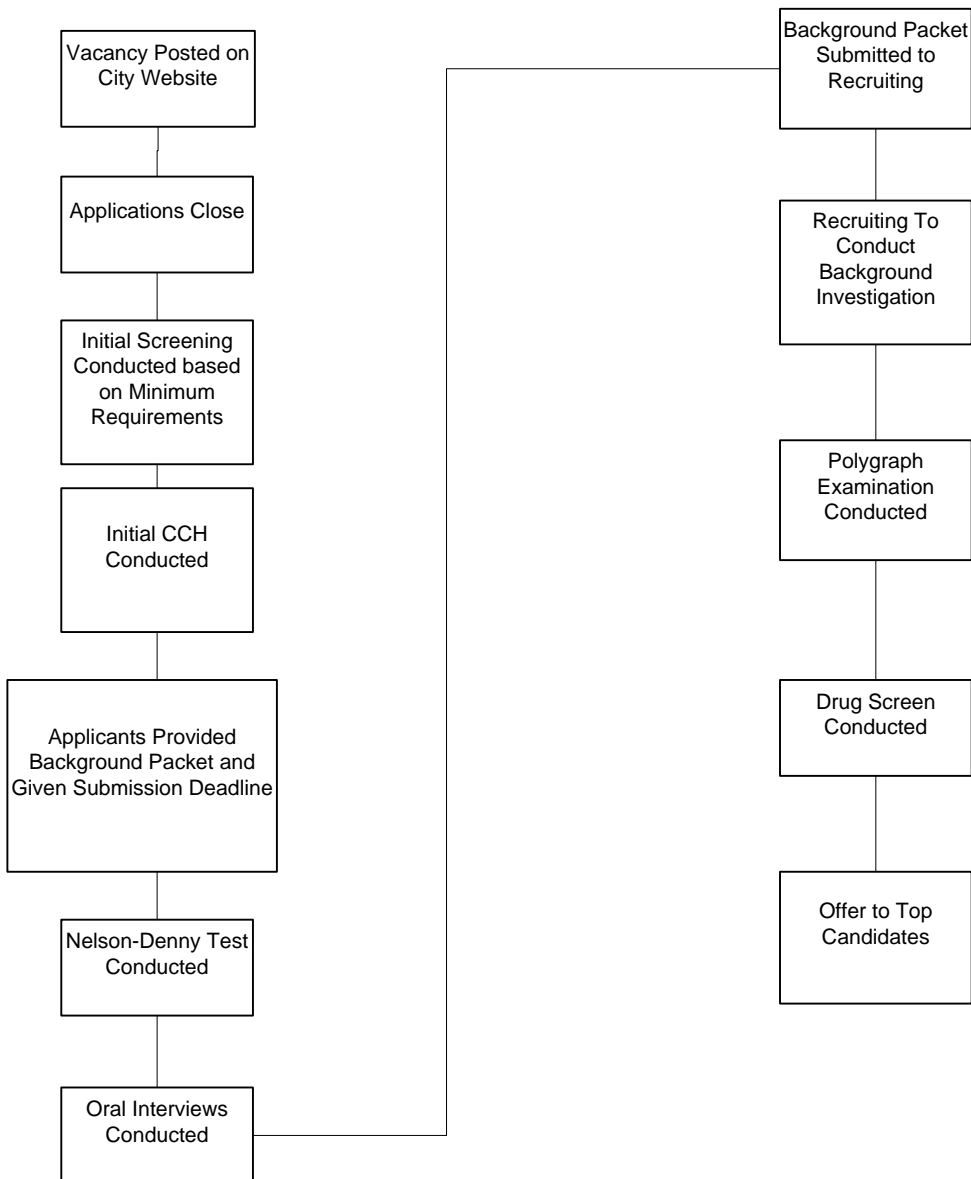 Vacancy Posted on
City Website
Applications Close
Initial Screening
Conducted based
on Minimum
Requirements
Initial CCH
Conducted
Applicants Provided
Background Packet and
Given Submission Deadline
Nelson-Denny Test
Conducted
Oral Interviews
Conducted
Background Packet
Submitted to
Recruiting
Recruiting To
Conduct
Background
Investigation
Polygraph
Examination
Conducted
Drug Screen
Conducted
Offer to Top
Candidates